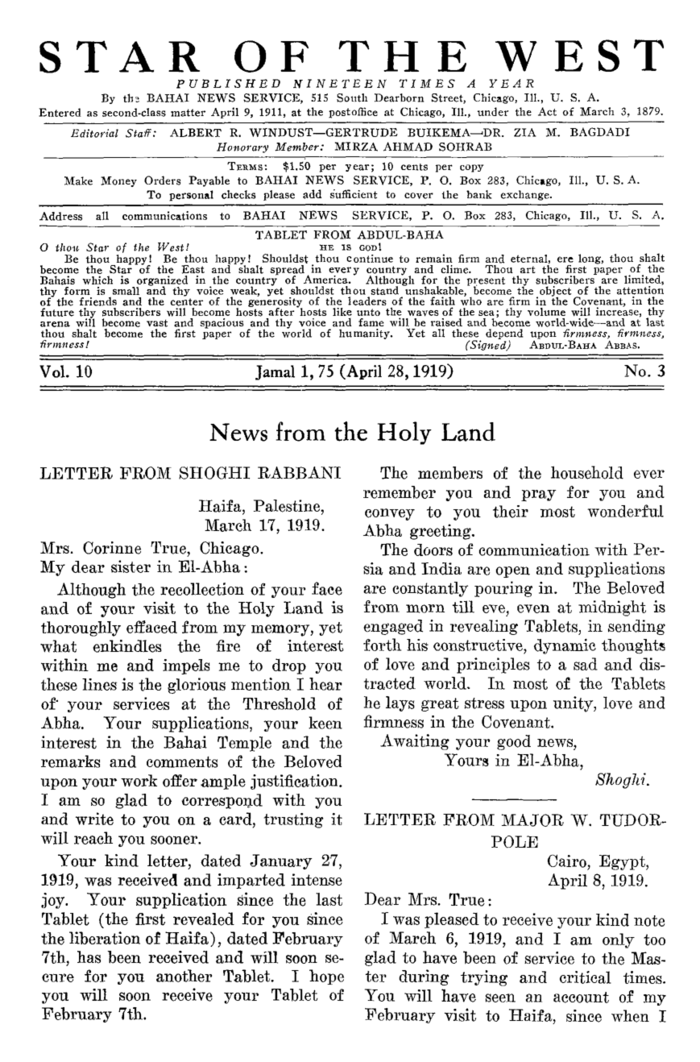 STAR OF THE WEST
PUBLISHED NINETEEN TIMES A YEAR
By the BAHAI NEWS SERVICE, 515 South Dearborn Street, Chicago, Ill., U. S. A.
Entered as second-class matter April 9, 1911, at the postoffice at Chicago, Ill., under the Act of March 3, 1879.
Editorial Staff: ALBERT R. WINDUST—GERTRUDE BUIKEMA—DR. ZIA M. BAGDADI
Honorary Member: MIRZA AHMAD SOHRAB
TERMS: $1.50 per year; 10 cents per copy
Make Money Orders Payable to BAHAI NEWS SERVICE, P. O. Box 283, Chicago, Ill., U. S. A.
To personal checks please add sufficient to cover the bank exchange.
Address all communications to BAHAI NEWS SERVICE, P. O. Box 283, Chicago, Ill., U. S. A.
TABLET FROM ABDUL-BAHA
O thou Star of the West! HE IS GOD!
Be thou happy! Be thou happy! Shouldst thou continue to remain firm and eternal, ere long, thou shalt
become the Star of the East and shalt spread in every country and clime. Thou art the first paper of the
Bahais which is organized in the country of America. Although for the present thy subscribers are limited,
thy form is small and thy voice weak, yet shouldst thou stand unshakable, become the object of the attention
of the friends and the center of the generosity of the leaders of the faith who are firm in the Covenant, in the
future thy subscribers will become hosts after hosts like unto the waves of the sea; thy volume will increase, thy
arena will become vast and spacious and thy voice and fame will be raised and become world-wide—and at last
thou shalt become the first paper of the world of humanity. Yet all these depend upon firmness, firmness,
firmness! (Signed) ABDUL-BAHA ABBAS.
Vol. 10 Jamal 1, 75 (April 28, 1919) No. 3
News from the Holy Land
LETTER FROM SHOGHI RABBANI
Haifa, Palestine,
March 17, 1919.
Mrs. Corinne True, Chicago.
My dear sister in El-Abha:
Although the recollection of your face
and of your visit to the Holy Land is
thoroughly effaced from my memory, yet
what enkindles the fire of interest
within me and impels me to drop you
these lines is the glorious mention I hear
of your services at the Threshold of
Abha. Your supplications, your keen
interest in the Bahai Temple and the
remarks and comments of the Beloved
upon your work offer ample justification.
I am so glad to correspond with you
and write to you on a card, trusting it
will reach you sooner.
Your kind letter, dated January 27,
1919, was received and imparted intense
joy. Your supplication since the last
Tablet (the first revealed for you since
the liberation of Haifa), dated February
7th, has been received and will soon se-
cure for you another Tablet. I hope
you will soon receive your Tablet of
February 7th.
The members of the household ever
remember you and pray for you and
convey to you their most wonderful
Abha greeting.
The doors of communication with Per-
sia and India are open and supplications
are constantly pouring in. The Beloved
from morn till eve, even at midnight is
engaged in revealing Tablets, in sending
forth his constructive, dynamic thoughts
of love and principles to a sad and dis-
tracted world. In most of the Tablets
he lays great stress upon unity, love and
firmness in the Covenant.
Awaiting your good news,
Yours in El-Abha,
Shoghi.
LETTER FROM MAJOR W. TUDOR-
POLE
Cairo, Egypt,
April 8, 1919.
Dear Mrs. True:
I was pleased to receive your kind note
of March 6, 1919, and I am only too
glad to have been of service to the Mas-
ter during trying and critical times.
You will have seen an account of my
February visit to Haifa, since when I